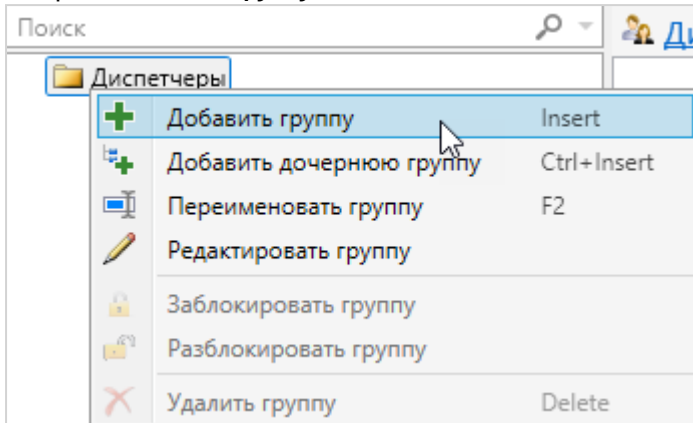 Поиск
Диспетчеры
Добавить группу Insert
Добавить дочернюю группу Ctrl+Insert
Переименовать группу F2
Редактировать группу
Заблокировать группу
Разблокировать группу
Удалить группу Delete